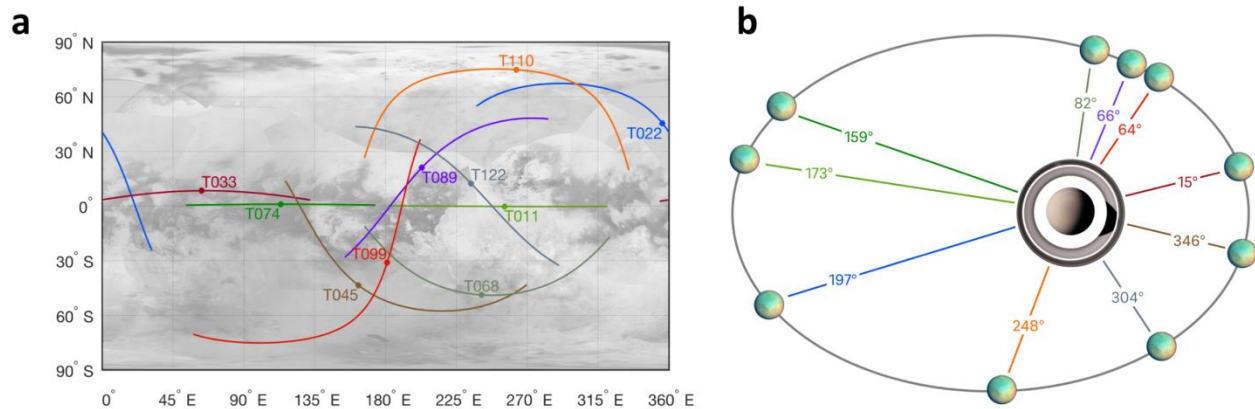 a
90° N
60° N
30° N
0°
30° S
60° S
90° S
T110
T022
T033
T089
T122
T074
T011
T099
T045
T068
0°
45° E
90° E
135° E
180° E
225° E
270° E
315° E
360° E
b
82°
66°
64°
159°
173°
15°
346°
197°
304°
248°